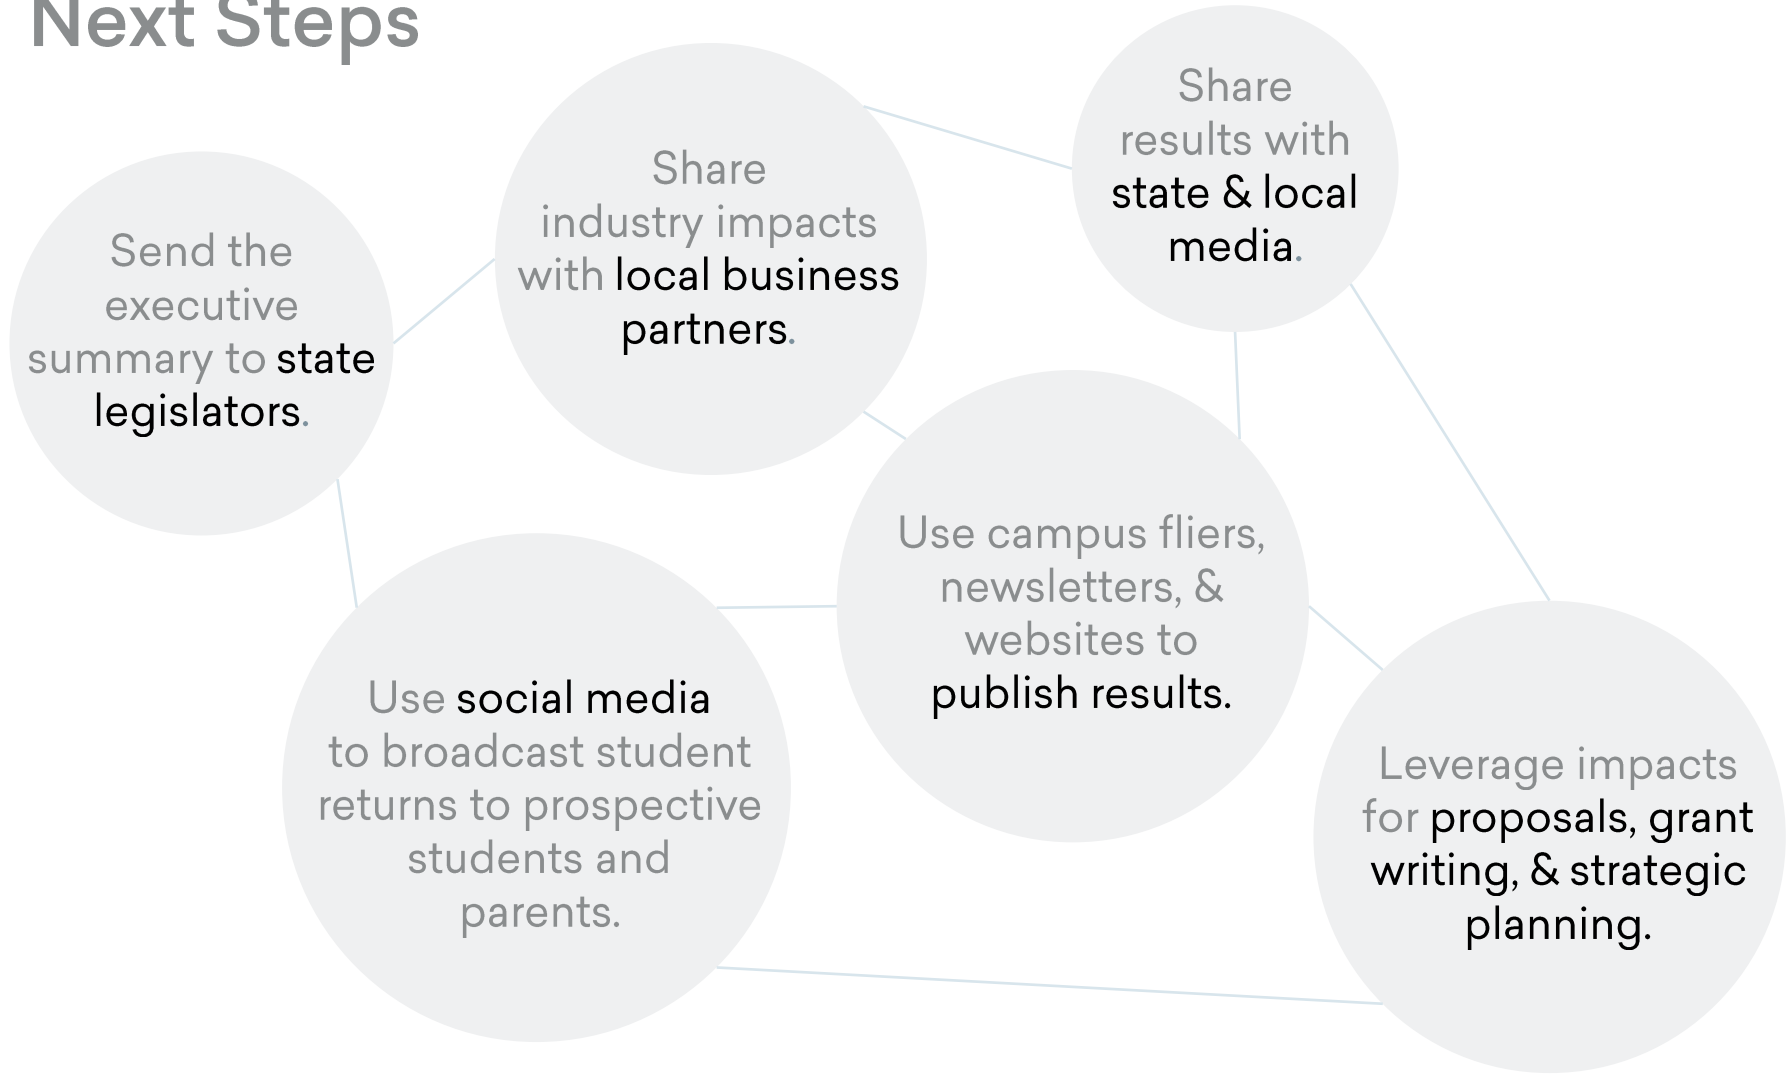 Next Steps
Send the
executive
summary to state
legislators.
Share
industry impacts
with local business
partners.
Share
results with
state & local
media.
Use social media
to broadcast student
returns to prospective
students and
parents.
Use campus fliers,
newsletters, &
websites to
publish results.
Leverage impacts
for proposals, grant
writing, & strategic
planning.